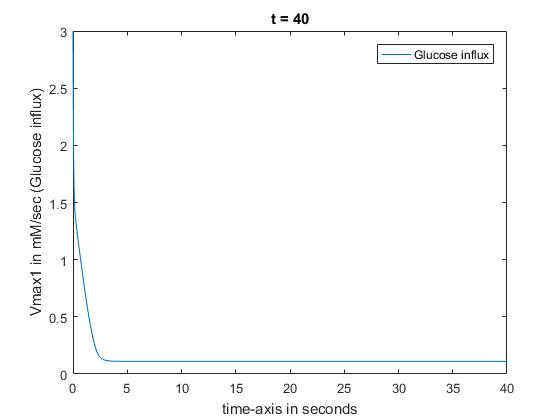 t = 40
Glucose influx
Vmax1 in mM/sec (Glucose influx)
3
2.5
2
1.5
1
0.5
0
0 5 10 15 20 25 30 35 40
time-axis in seconds